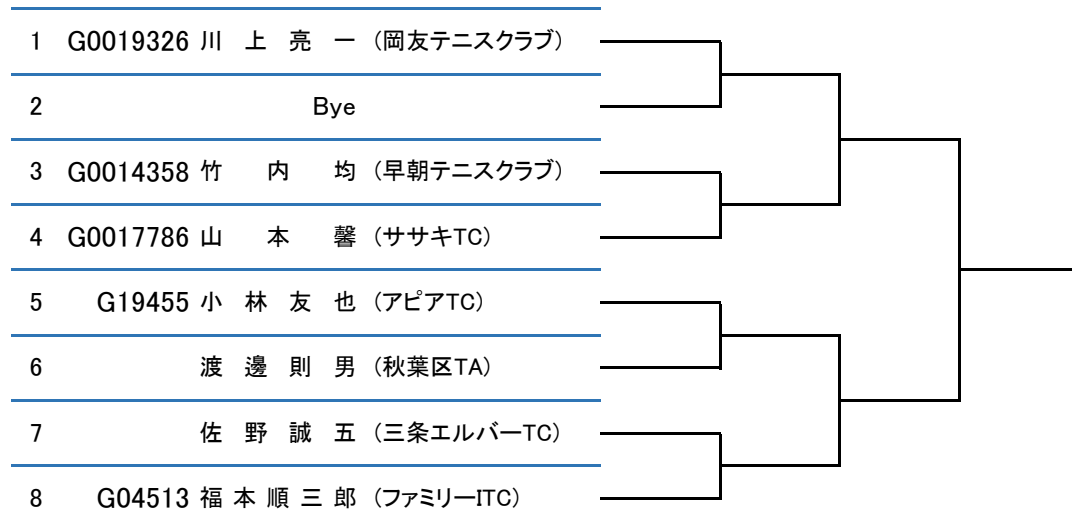 1 G0019326 川 上 亮 一 (岡友テニスクラブ)
2 Bye
3 G0014358 竹 内 均 (早朝テニスクラブ)
4 G0017786 山 本 馨 (ササキTC)
5 G19455 小 林 友 也 (アピアTC)
6 渡 邊 則 男 (秋葉区TA)
7 佐 野 誠 五 (三条エルバーTC)
8 G04513 福 本 順 三 郎 (ファミリーITC)